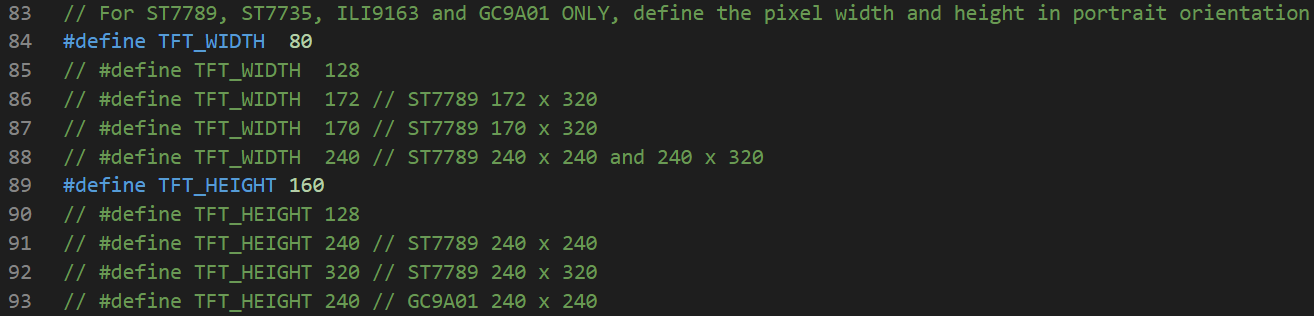 83 // For ST7789, ST7735, ILI9163 and GC9A01 ONLY, define the pixel width and height in portrait orientation
84 #define TFT_WIDTH  80
85 // #define TFT_WIDTH  128
86 // #define TFT_WIDTH  172 // ST7789 172 x 320
87 // #define TFT_WIDTH  170 // ST7789 170 x 320
88 // #define TFT_WIDTH  240 // ST7789 240 x 240 and 240 x 320
89 #define TFT_HEIGHT 160
90 // #define TFT_HEIGHT 128
91 // #define TFT_HEIGHT 240 // ST7789 240 x 240
92 // #define TFT_HEIGHT 320 // ST7789 240 x 320
93 // #define TFT_HEIGHT 240 // GC9A01 240 x 240